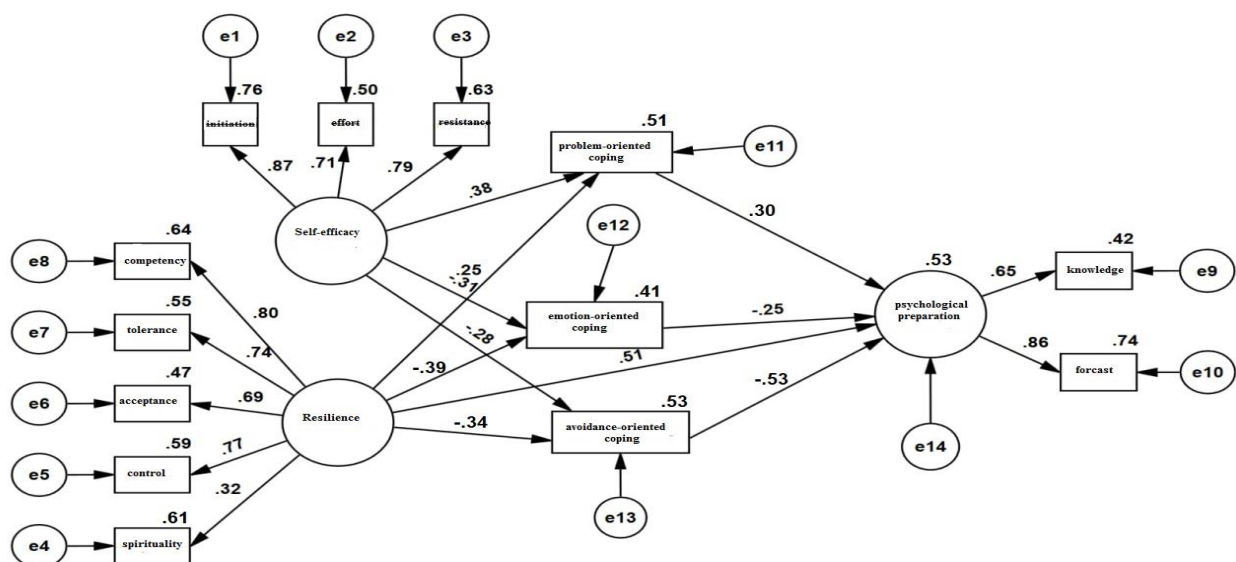 e1
e2
e3
.76
.50
.63
initiation
effort
resistance
.87
.71
.79
.51
problem-oriented
coping
e11
.38
.30
Self-efficacy
e12
.64
e8
competency
.55
e7
tolerance
.47
e6
acceptance
.59
e5
control
.61
e4
spirituality
.80
.74
.69
.77
.32
Resilience
.25
-.31
-.28
-.39
-.34
.51
.41
emotion-oriented
coping
-.25
.53
avoidance-oriented
coping
-.53
e13
.53
psychological
preparation
e14
.65
.86
.42
knowledge
e9
.74
forcast
e10